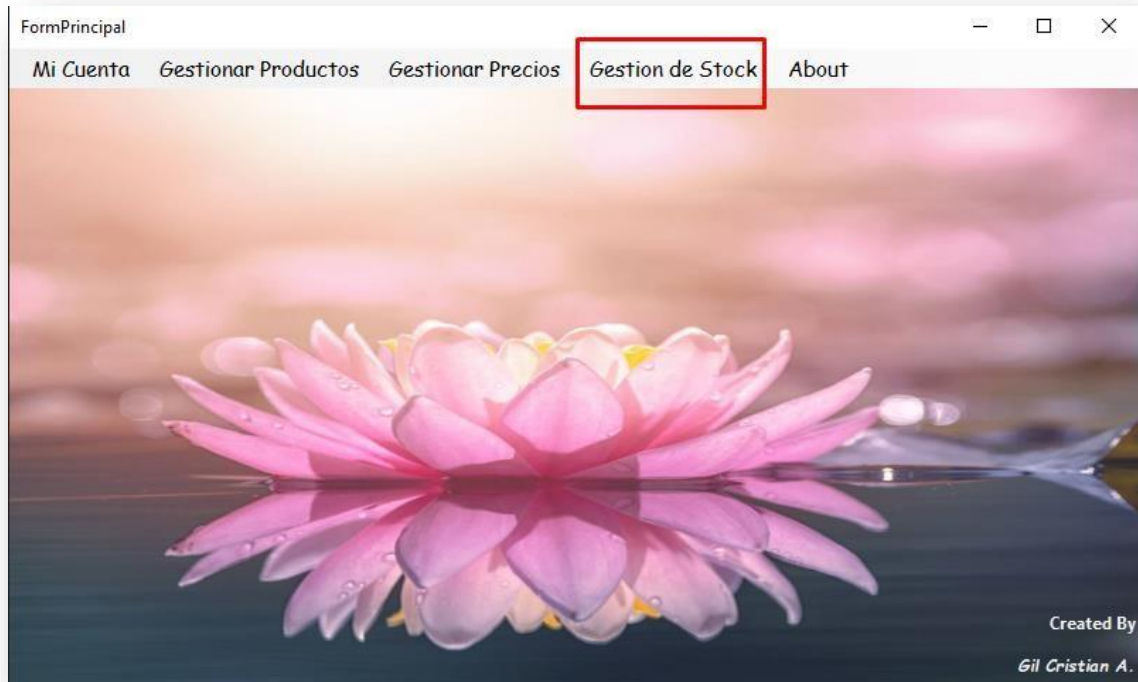 FormPrincipal
Mi Cuenta Gestionar Productos Gestionar Precios Gestion de Stock About
Created By
Gil Cristian A.